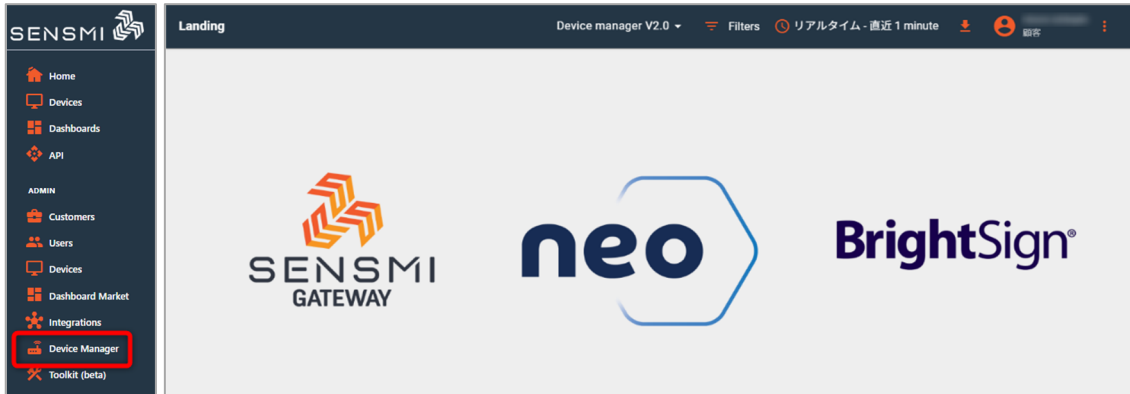 SENSMI
Home
Devices
Dashboards
API
ADMIN
Customers
Users
Devices
Dashboard Market
Integrations
Device Manager
Toolkit (beta)
Landing
Device manager V2.0
Filters
リアルタイム - 直近 1 minute
顧客
SENSMI
GATEWAY
neo
BrightSign®